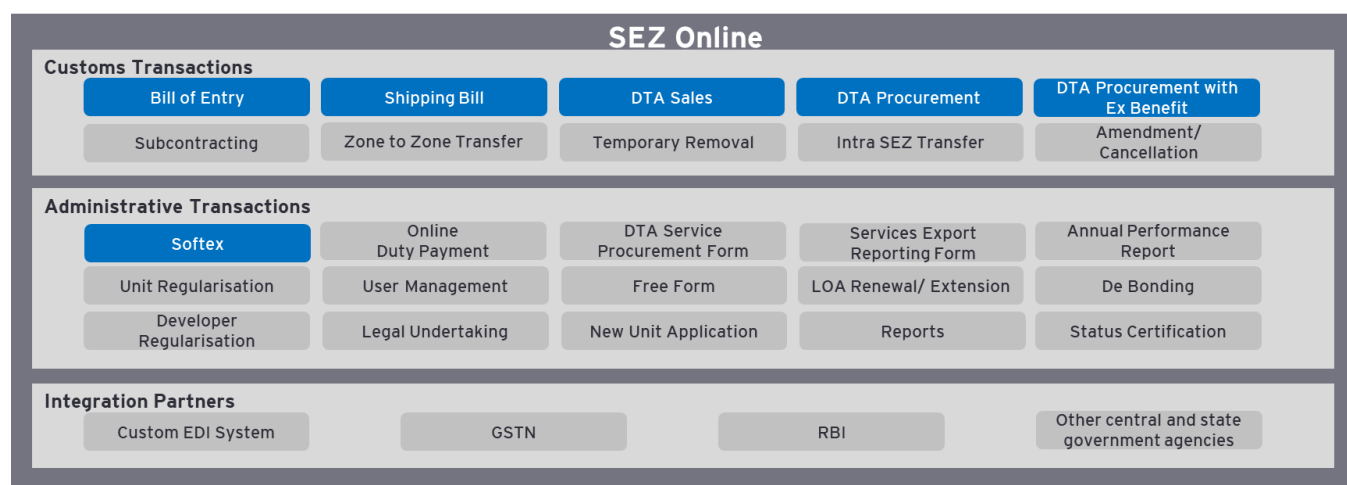 SEZ Online
Customs Transactions
Bill of Entry
Shipping Bill
DTA Sales
DTA Procurement
DTA Procurement with
Ex Benefit
Subcontracting
Zone to Zone Transfer
Temporary Removal
Intra SEZ Transfer
Amendment/
Cancellation
Administrative Transactions
Softex
Online
Duty Payment
DTA Service
Procurement Form
Services Export
Reporting Form
Annual Performance
Report
Unit Regularisation
User Management
Free Form
LOA Renewal/ Extension
De Bonding
Developer
Regularisation
Legal Undertaking
New Unit Application
Reports
Status Certification
Integration Partners
Custom EDI System
GSTN
RBI
Other central and state
government agencies